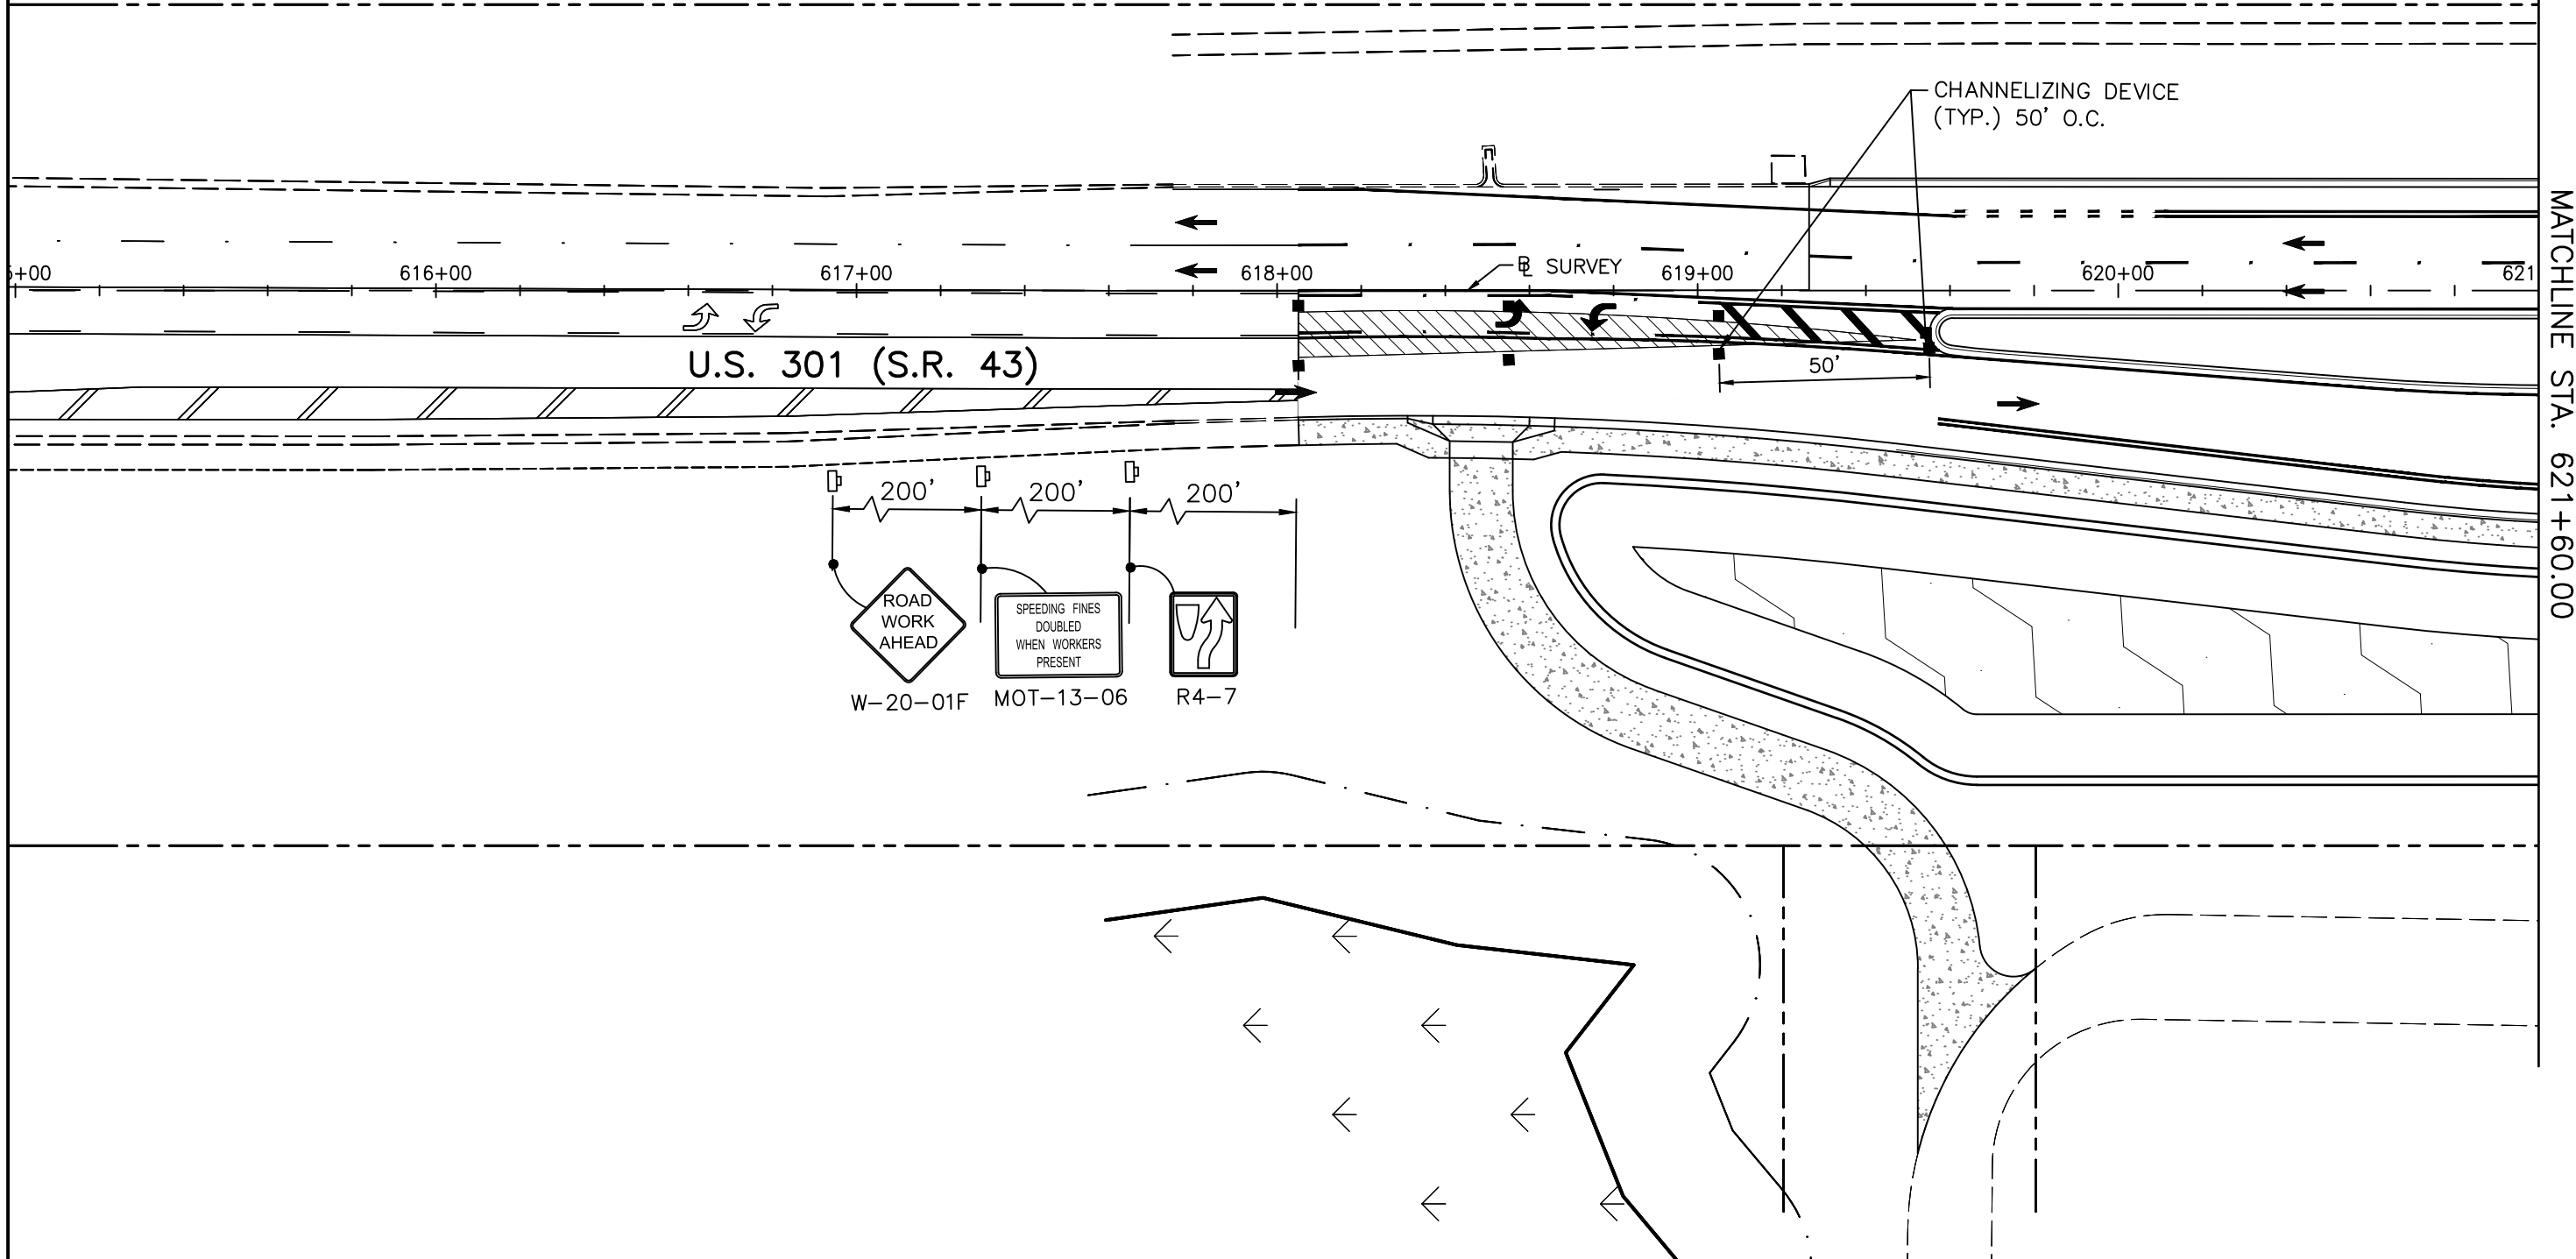 CHANNELIZING DEVICE
(TYP.) 50' O.C.
5+00
616+00
617+00
618+00
B/L SURVEY
619+00
620+00
621
U.S. 301 (S.R. 43)
50'
200'
200'
200'
ROAD
WORK
AHEAD
W-20-01F
SPEEDING FINES
DOUBLED
WHEN WORKERS
PRESENT
MOT-13-06
R4-7
MATCHLINE STA. 621+60.00